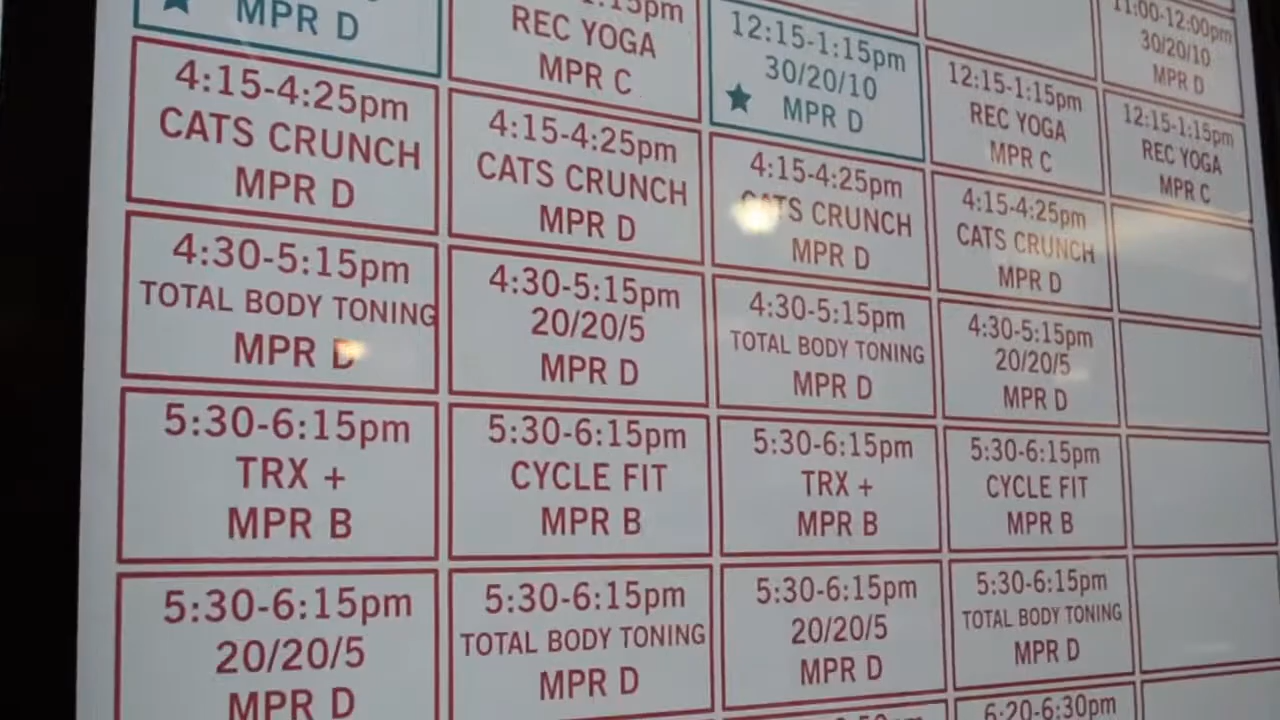 MPR D
1:15pm
REC YOGA
MPR C
12:15-1:15pm
30/20/10
MPR D
11:00-12:00pm
30/20/10
MPR D
12:15-1:15pm
REC YOGA
MPR C
12:15-1:15pm
REC YOGA
MPR C
4:15-4:25pm
CATS CRUNCH
MPR D
4:15-4:25pm
CATS CRUNCH
MPR D
4:15-4:25pm
CATS CRUNCH
MPR D
4:15-4:25pm
CATS CRUNCH
MPR D
4:30-5:15pm
TOTAL BODY TONING
MPR D
4:30-5:15pm
20/20/5
MPR D
4:30-5:15pm
TOTAL BODY TONING
MPR D
4:30-5:15pm
20/20/5
MPR D
5:30-6:15pm
TRX +
MPR B
5:30-6:15pm
CYCLE FIT
MPR B
5:30-6:15pm
TRX +
MPR B
5:30-6:15pm
CYCLE FIT
MPR B
5:30-6:15pm
20/20/5
MPR D
5:30-6:15pm
TOTAL BODY TONING
MPR D
5:30-6:15pm
20/20/5
MPR D
5:30-6:15pm
TOTAL BODY TONING
MPR D
6:20-6:30pm